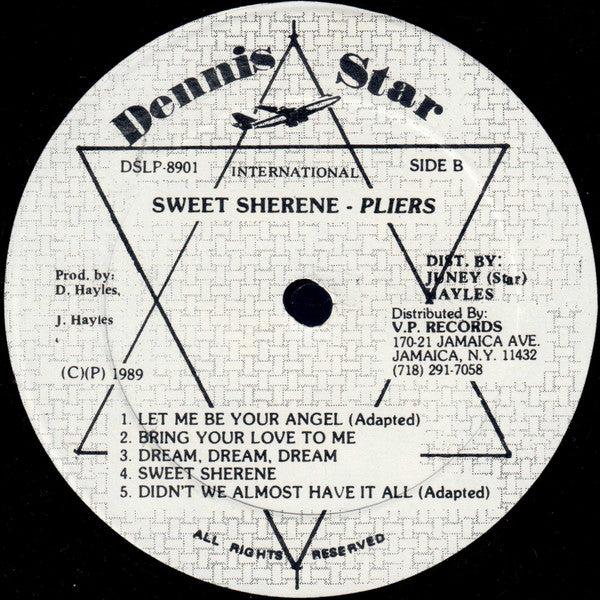 Dennis Star
DSLP-8901
INTERNATIONAL
SIDE B
SWEET SHERENE - PLIERS
Prod. by:
D. Hayles,
J. Hayles
(C)(P) 1989
DIST. BY:
JUNEY (Star)
HAYLES
Distributed By:
V.P. RECORDS
170-21 JAMAICA AVE.
JAMAICA, N.Y. 11432
(718) 291-7058
1. LET ME BE YOUR ANGEL (Adapted)
2. BRING YOUR LOVE TO ME
3. DREAM, DREAM, DREAM
4. SWEET SHERENE
5. DIDN'T WE ALMOST HAVE IT ALL (Adapted)
ALL RIGHTS RESERVED